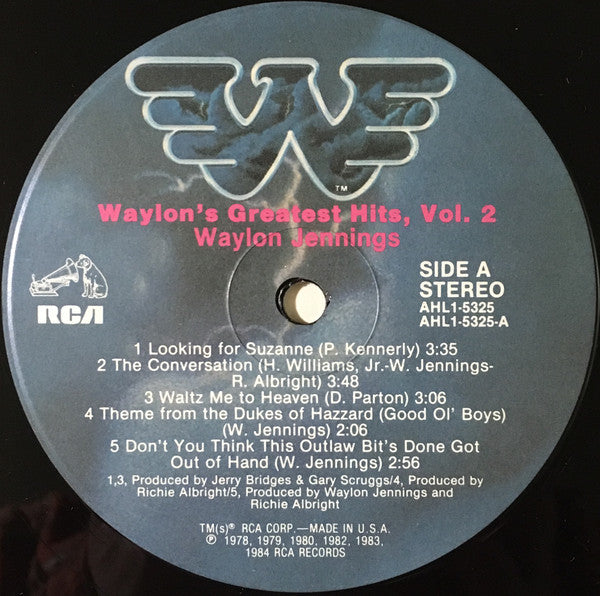 W
TM
Waylon's Greatest Hits, Vol. 2
Waylon Jennings
SIDE A
STEREO
AHL1-5325
AHL1-5325-A
RCA
1 Looking for Suzanne (P. Kennerly) 3:35
2 The Conversation (H. Williams, Jr.-W. Jennings-
R. Albright) 3:48
3 Waltz Me to Heaven (D. Parton) 3:06
4 Theme from the Dukes of Hazzard (Good Ol' Boys)
(W. Jennings) 2:06
5 Don't You Think This Outlaw Bit's Done Got
Out of Hand (W. Jennings) 2:56
1,3, Produced by Jerry Bridges & Gary Scruggs/4, Produced by
Richie Albright/5, Produced by Waylon Jennings and
Richie Albright
TM(s)® RCA CORP.—MADE IN U.S.A.
℗ 1978, 1979, 1980, 1982, 1983,
1984 RCA RECORDS